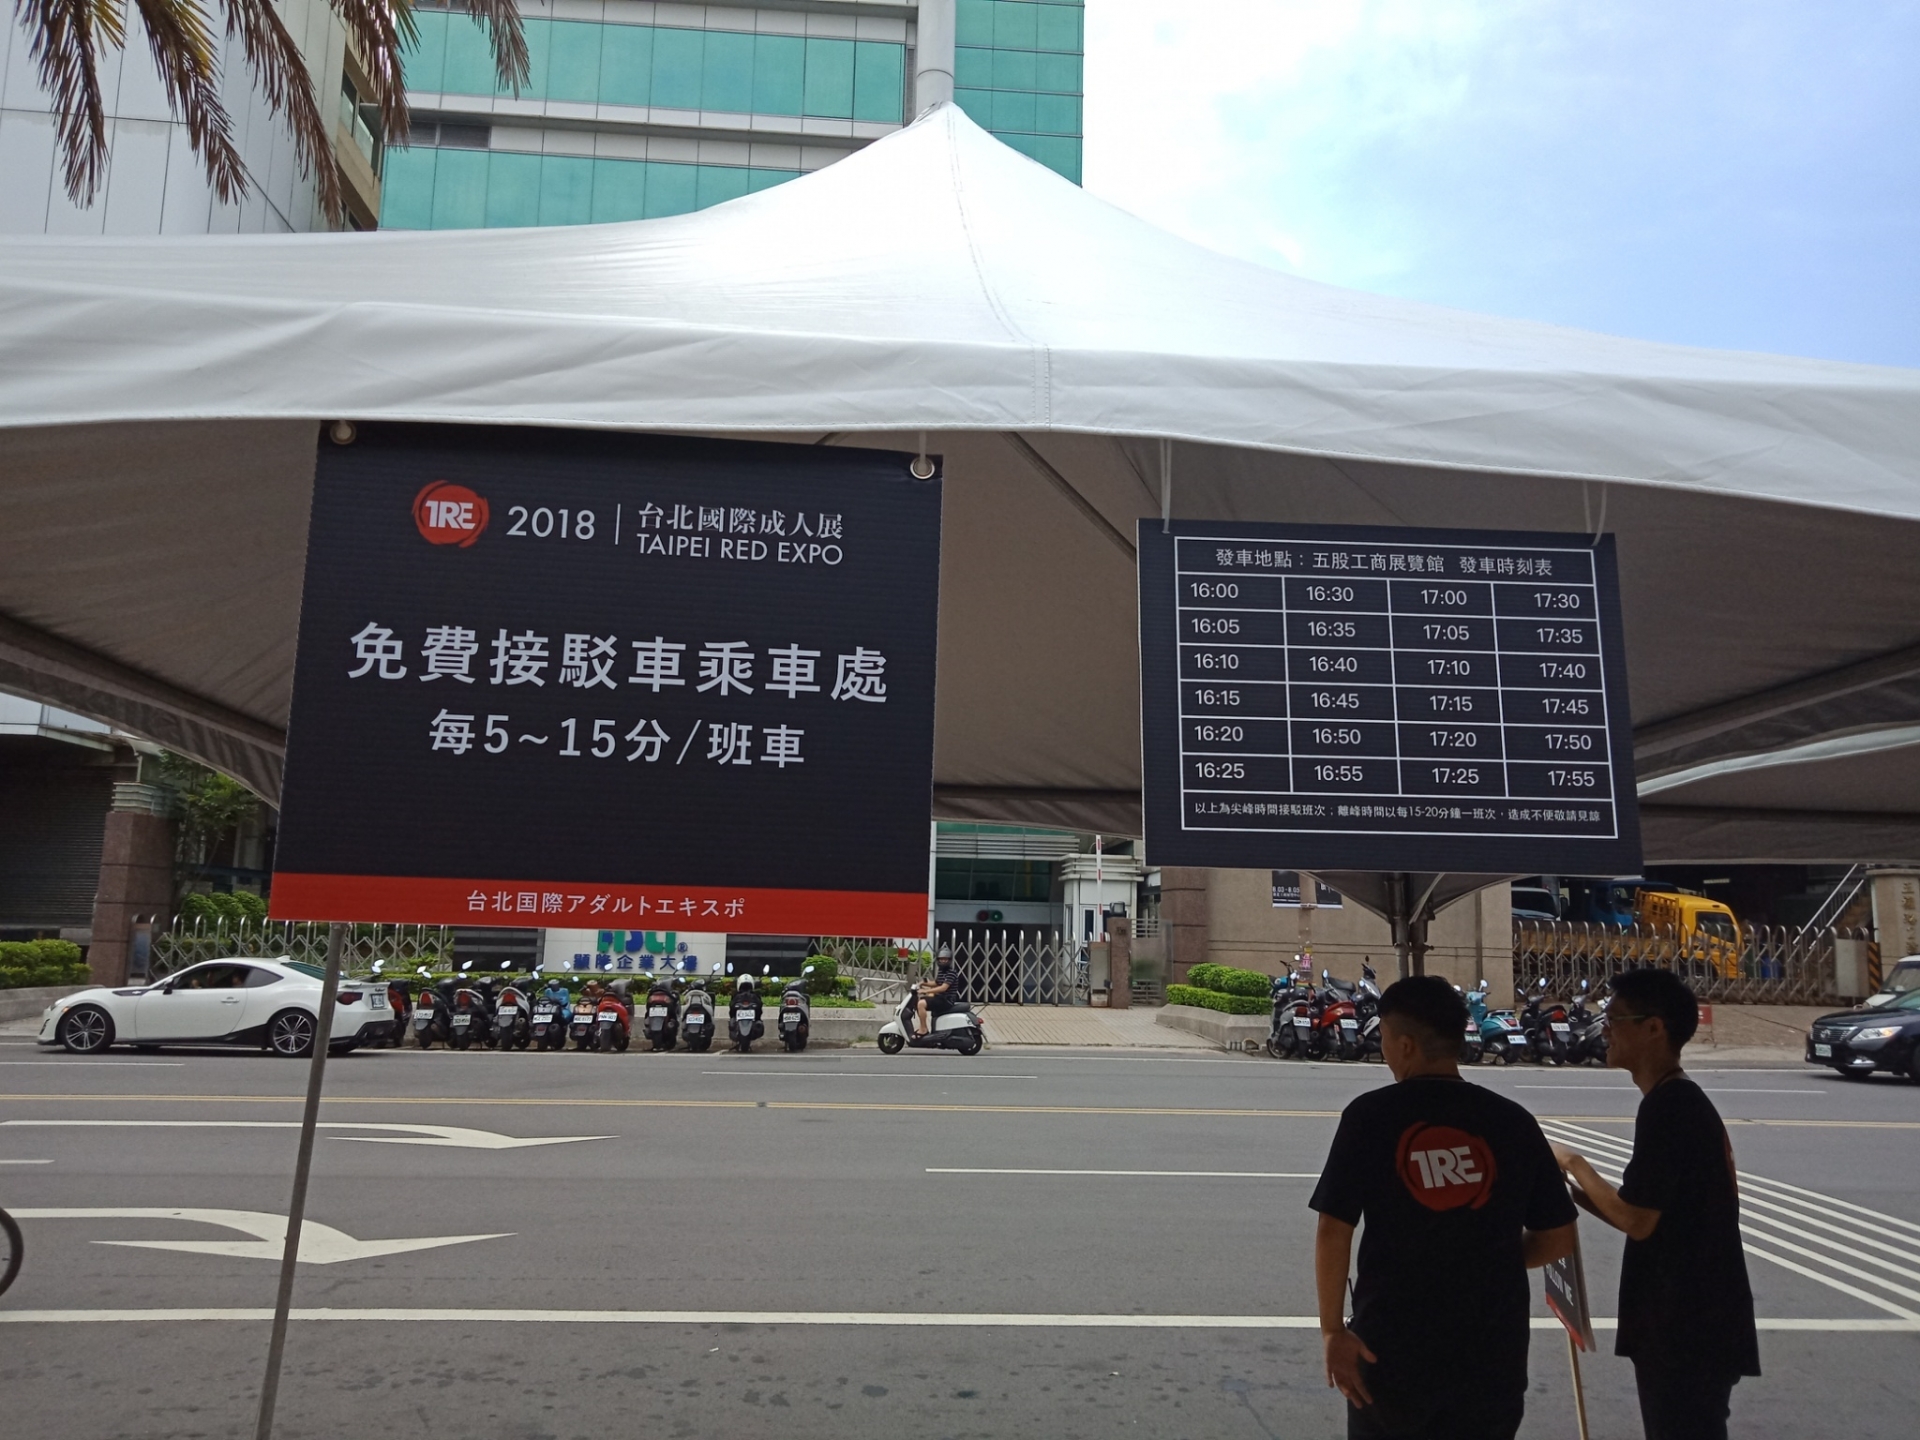 TRE
2018
台北國際成人展
TAIPEI RED EXPO
免費接駁車乘車處
每5~15分/班車
台北国際アダルトエキスポ
發車地點：五股工商展覽館 發車時刻表
16:00 16:30 17:00 17:30
16:05 16:35 17:05 17:35
16:10 16:40 17:10 17:40
16:15 16:45 17:15 17:45
16:20 16:50 17:20 17:50
16:25 16:55 17:25 17:55
以上為尖峰時間接駁班次；離峰時間以每15-20分鐘一班次，造成不便敬請見諒
企業大樓
TRE
ME